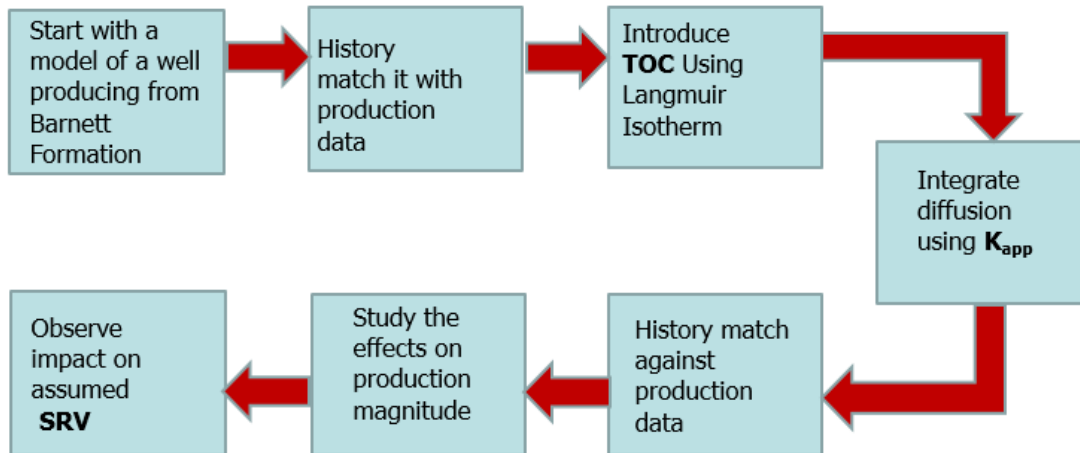 Start with a
model of a well
producing from
Barnett
Formation
History
match it with
production
data
Introduce
TOC Using
Langmuir
Isotherm
Integrate
diffusion
using Kapp
History match
against
production
data
Study the
effects on
production
magnitude
Observe
impact on
assumed
SRV